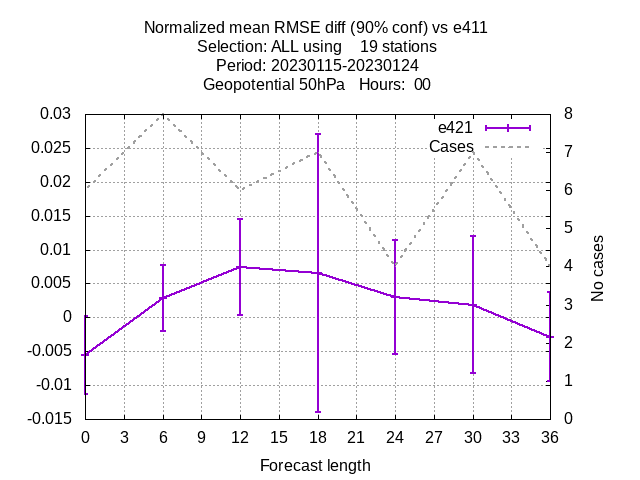 Normalized mean RMSE diff (90% conf) vs e411
Selection: ALL using    19 stations
Period: 20230115-20230124
Geopotential 50hPa   Hours:  00
0.03
0.025
0.02
0.015
0.01
0.005
0
-0.005
-0.01
-0.015
8
7
6
5
4
3
2
1
0
e421
Cases
No cases
0 3 6 9 12 15 18 21 24 27 30 33 36
Forecast length